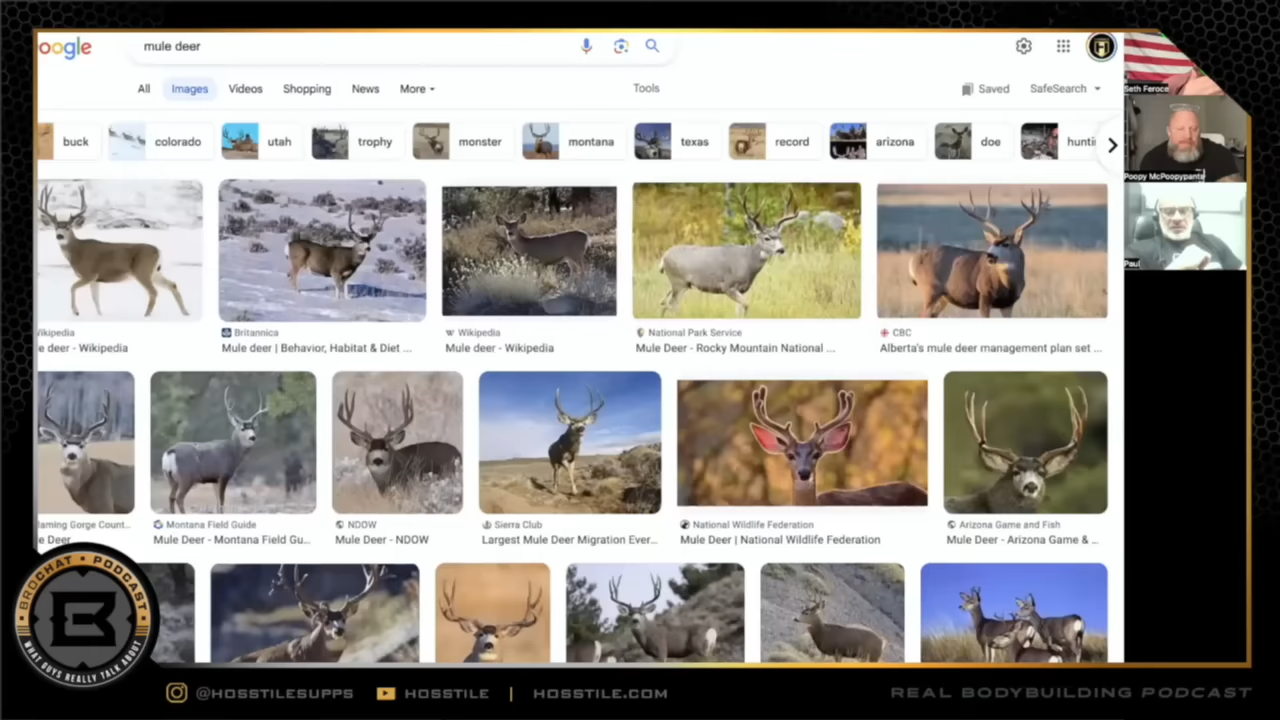 oogle
mule deer
All
Images
Videos
Shopping
News
More
Tools
Saved
SafeSearch
buck
colorado
utah
trophy
monster
montana
texas
record
arizona
doe
hunti
Seth Feroce
Poopy McPoopypants
Paul
Wikipedia
e deer - Wikipedia
Britannica
Mule deer | Behavior, Habitat & Diet ...
W Wikipedia
Mule deer - Wikipedia
National Park Service
Mule Deer - Rocky Mountain National ...
CBC
Alberta's mule deer management plan set ...
laming Gorge Count...
e Deer
Montana Field Guide
Mule Deer - Montana Field Gu...
NDOW
Mule Deer - NDOW
Sierra Club
Largest Mule Deer Migration Ever...
National Wildlife Federation
Mule Deer | National Wildlife Federation
Arizona Game and Fish
Mule Deer - Arizona Game & ...
BROCHAT • PODCAST
B
WHAT GUYS REALLY TALK ABOUT
@HOSSTILESUPPS
HOSSTILE
|
HOSSTILE.COM
REAL BODYBUILDING PODCAST